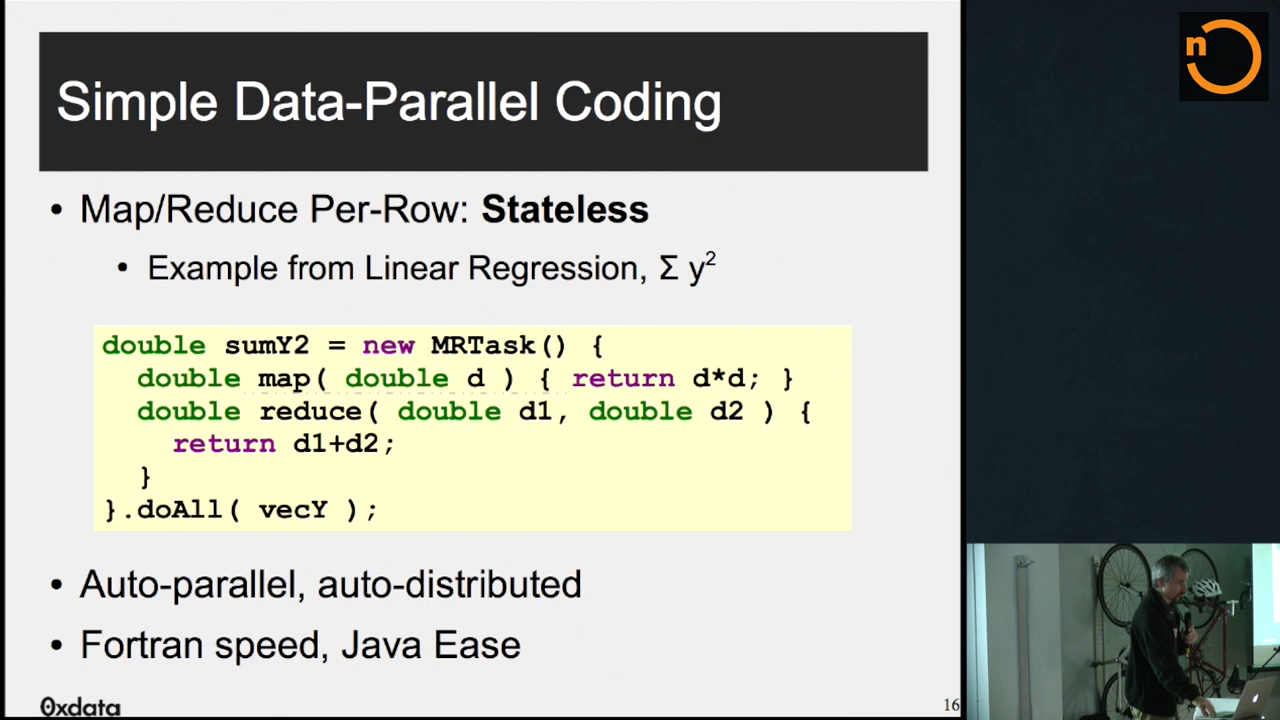 n
Simple Data-Parallel Coding
• Map/Reduce Per-Row: Stateless
• Example from Linear Regression, Σ y²
double sumY2 = new MRTask() {
double map( double d ) { return d*d; }
double reduce( double d1, double d2 ) {
return d1+d2;
}
}.doAll( vecY );
• Auto-parallel, auto-distributed
• Fortran speed, Java Ease
0xdata
16